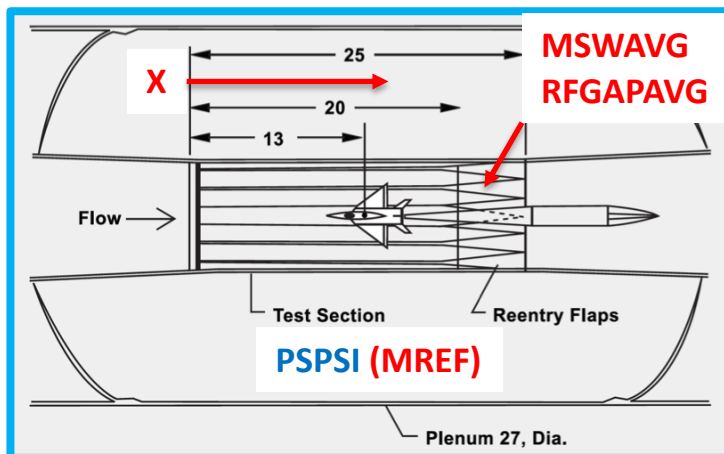 25
MSWAVG
RFGAPAVG
X
20
13
Flow
Test Section
Reentry Flaps
PSPSI (MREF)
Plenum 27, Dia.